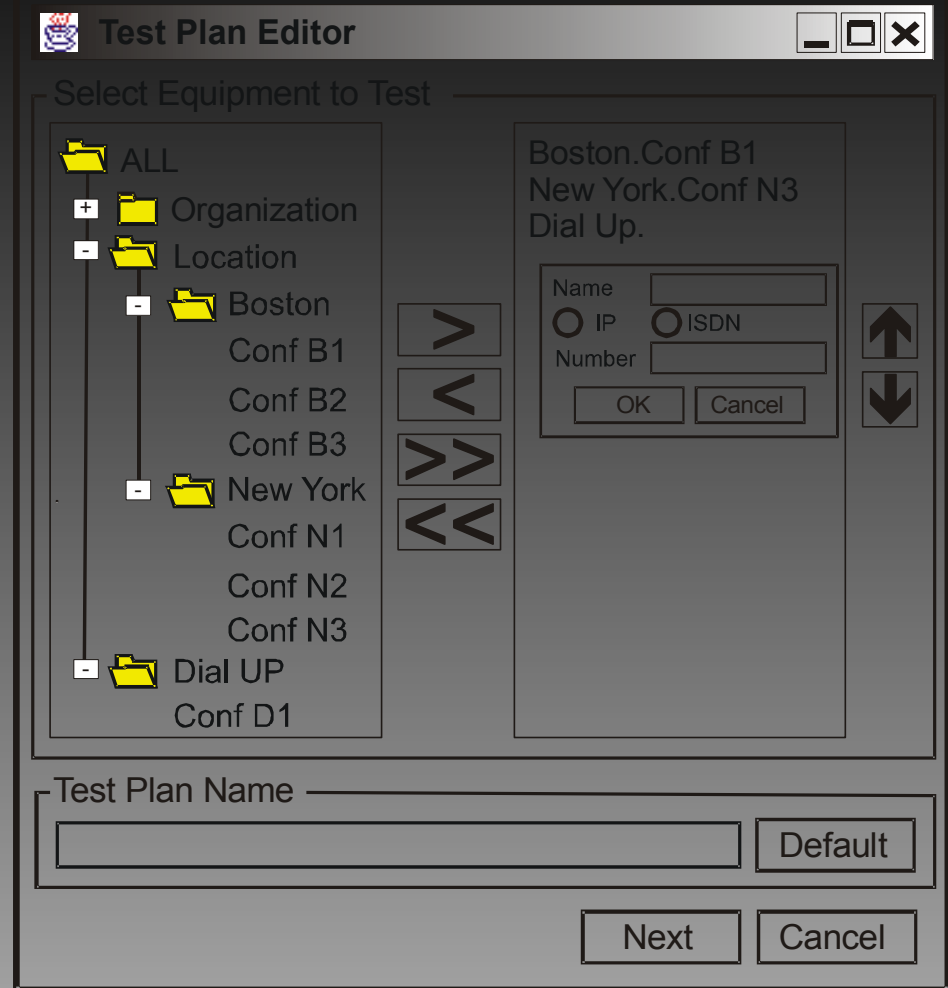 Test Plan Editor
Select Equipment to Test
ALL
+ Organization
- Location
- Boston
Conf B1
Conf B2
Conf B3
- New York
Conf N1
Conf N2
Conf N3
- Dial UP
Conf D1
>
<
>>
<<
Boston.Conf B1
New York.Conf N3
Dial Up.
Name
IP ISDN
Number
OK Cancel
Test Plan Name
Default
Next Cancel